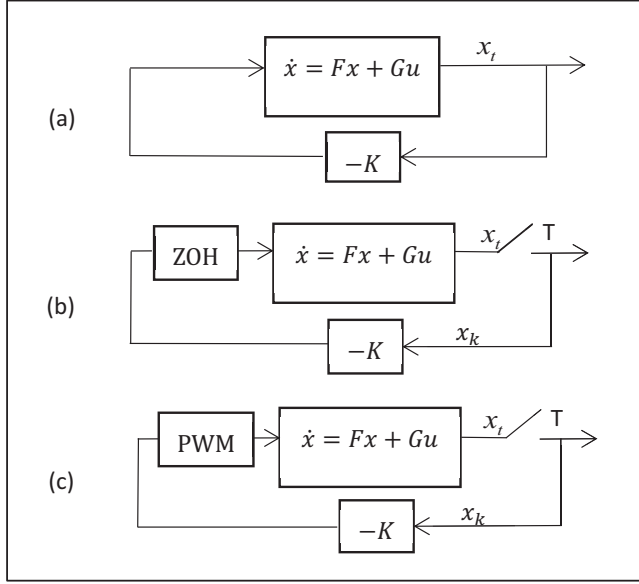 ẋ = Fx + Gu
x_t
(a)
−K
ZOH
ẋ = Fx + Gu
x_t
T
(b)
−K
x_k
PWM
ẋ = Fx + Gu
x_t
T
(c)
−K
x_k